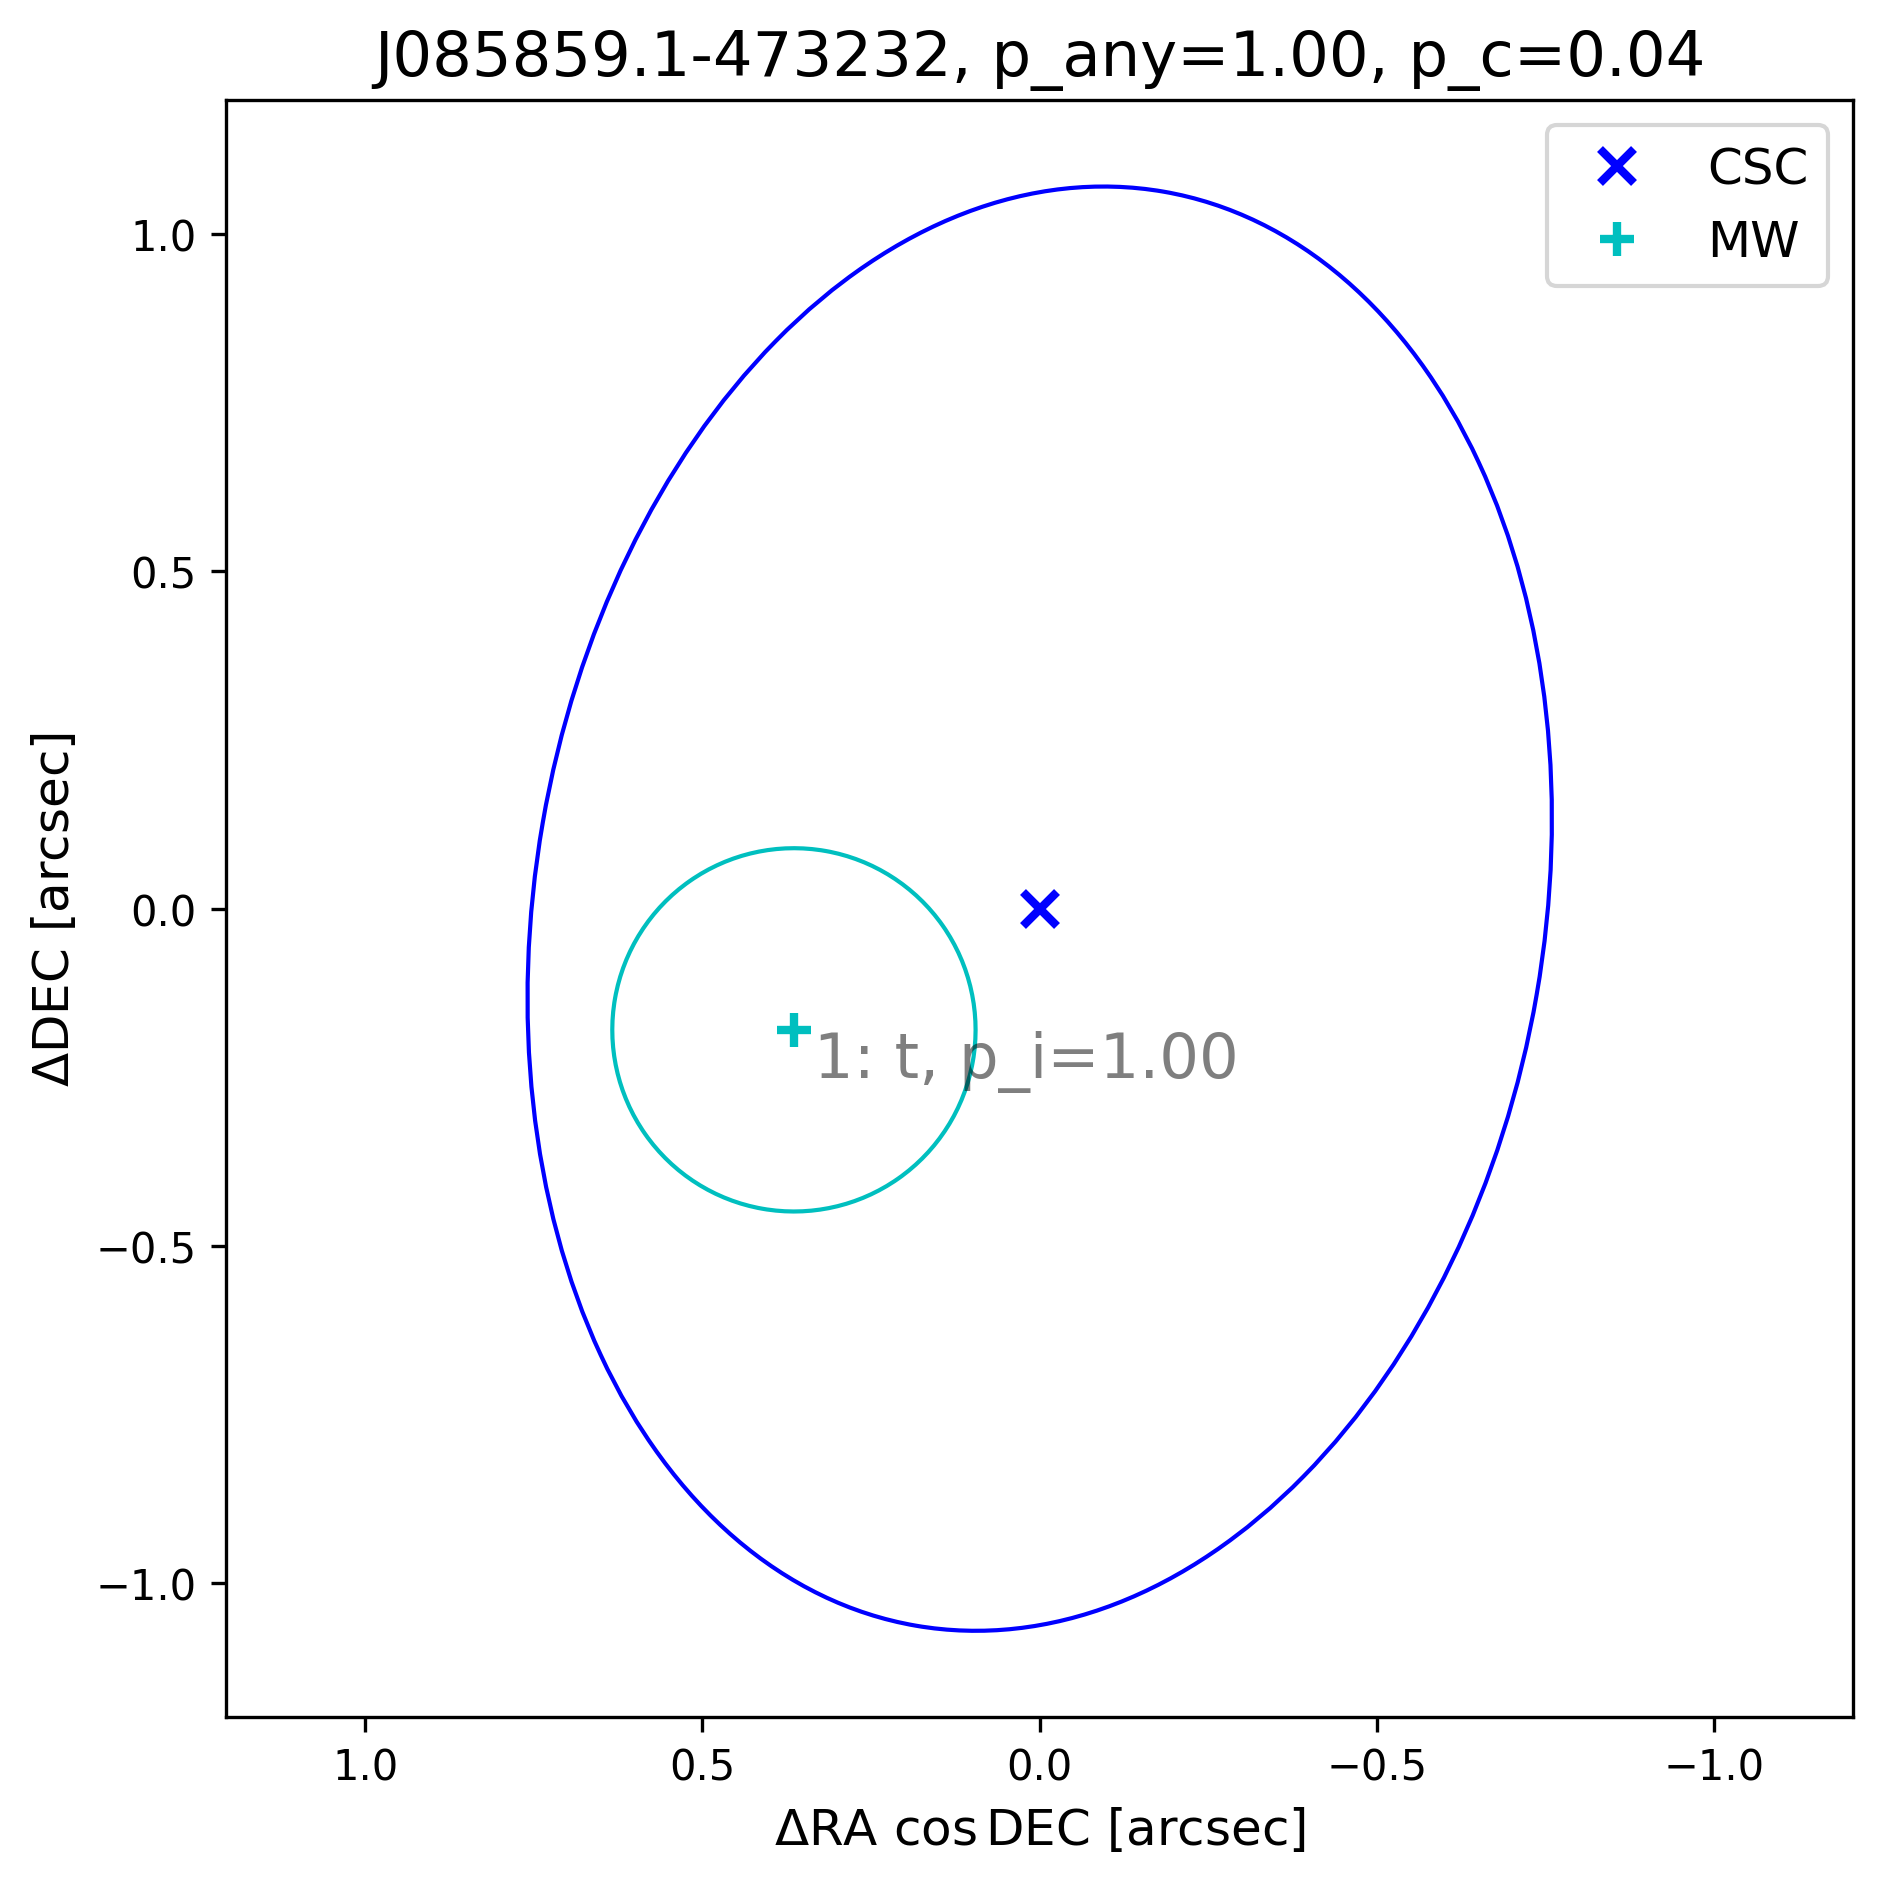 J085859.1-473232, p_any=1.00, p_c=0.04
CSC
MW
1.0
0.5
0.0
−0.5
−1.0
ΔDEC [arcsec]
1: t, p_i=1.00
1.0
0.5
0.0
−0.5
−1.0
ΔRA cos DEC [arcsec]